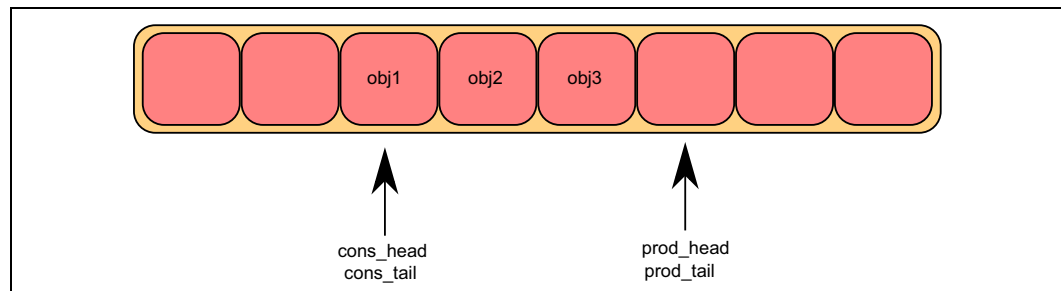 obj1 obj2 obj3
cons_head
cons_tail
prod_head
prod_tail